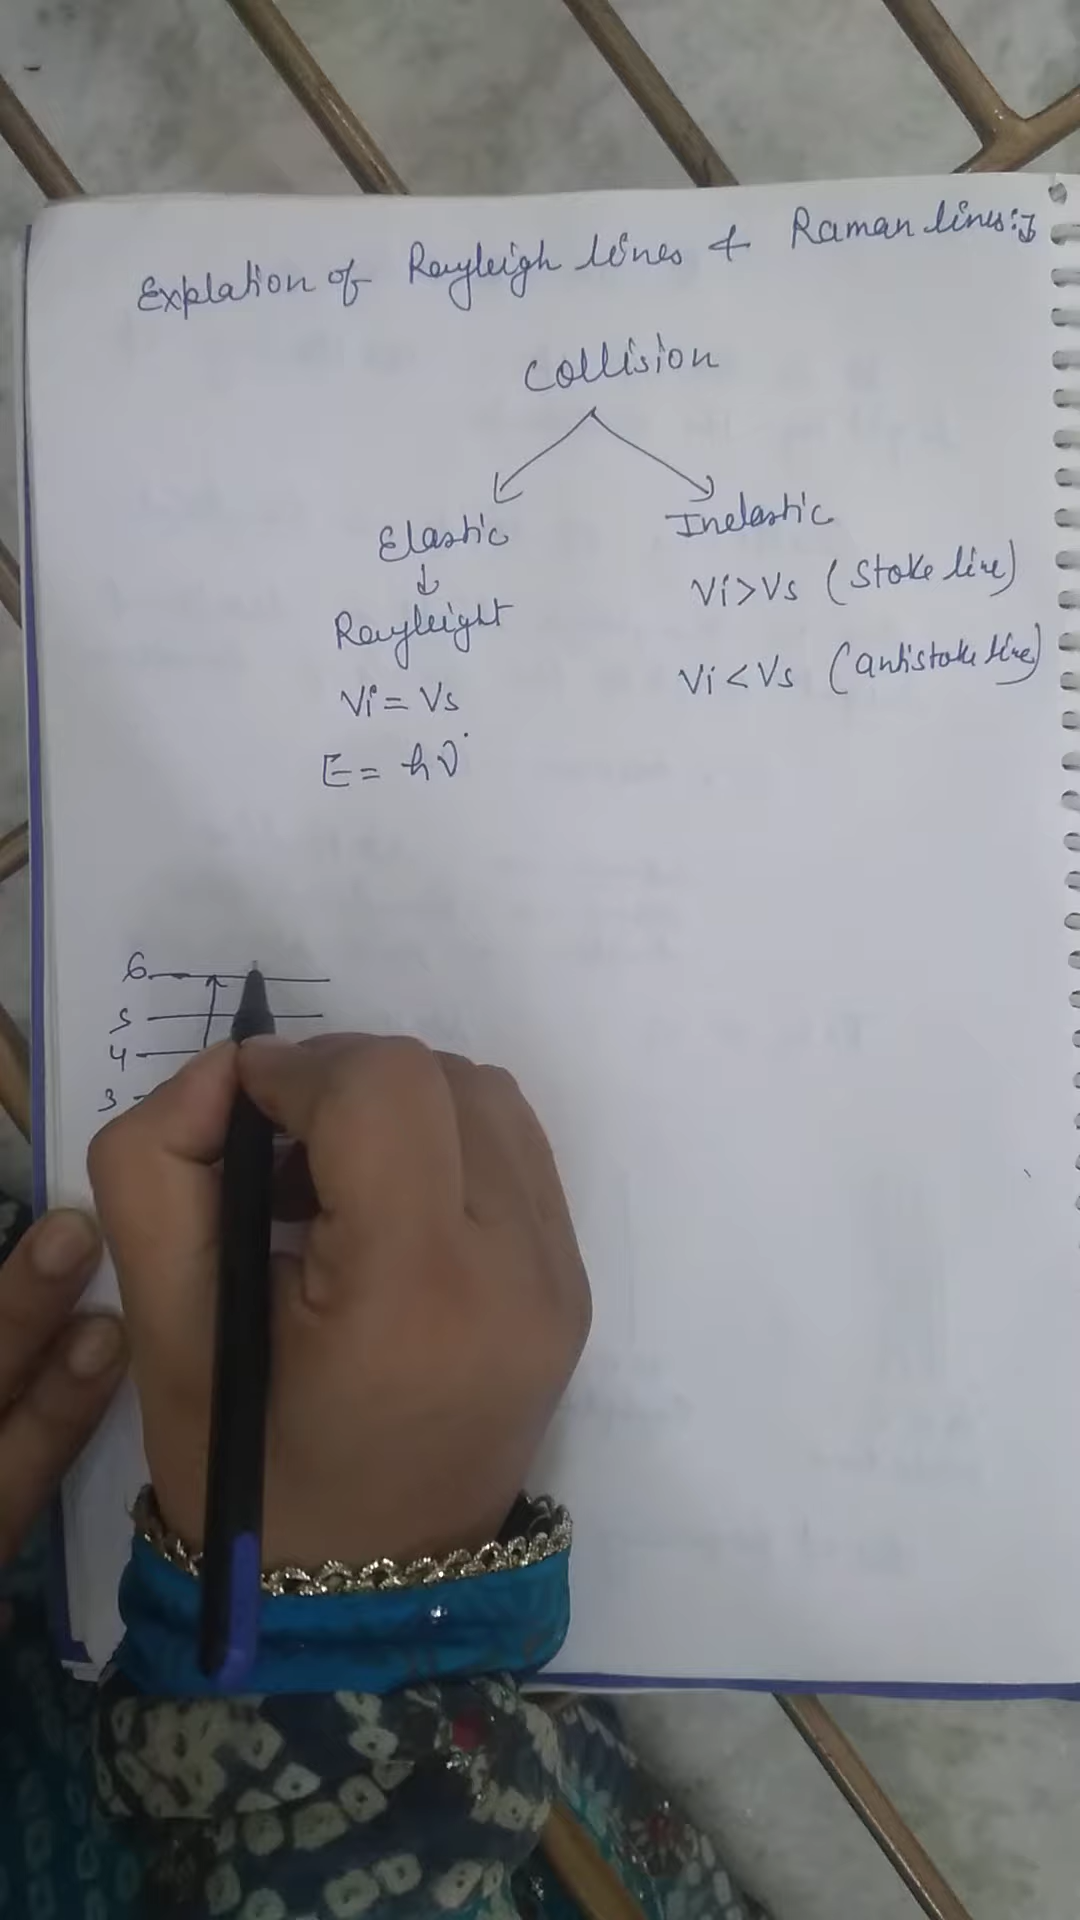 Explation of Rayleigh lines & Raman lines:-
Collision
Elastic
Inelastic
↓
Rayleight
Vi = Vs
E = hν
Vi > Vs (Stoke line)
Vi < Vs (antistoke line)
6
5
4
3